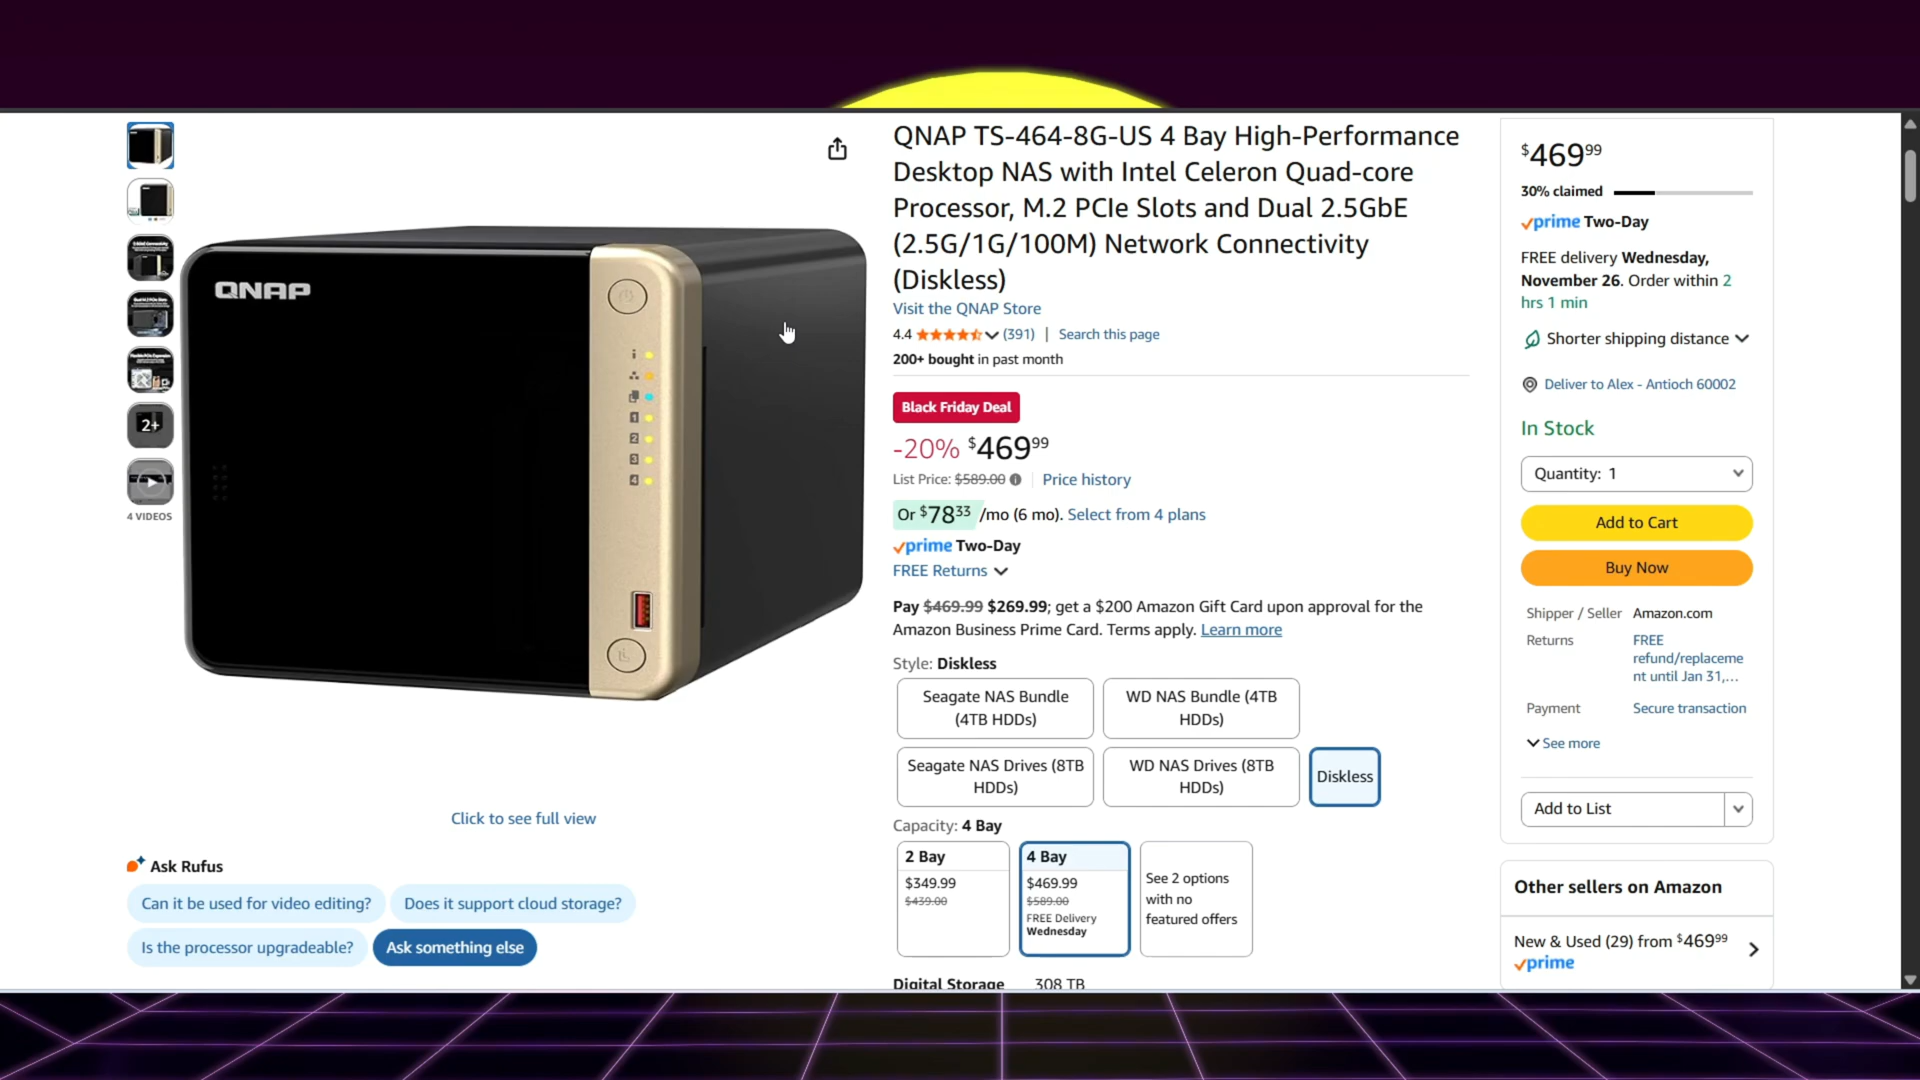 QNAP
2+
4 VIDEOS
1
2
3
4
Click to see full view
Ask Rufus
Can it be used for video editing?
Does it support cloud storage?
Is the processor upgradeable?
Ask something else
QNAP TS-464-8G-US 4 Bay High-Performance
Desktop NAS with Intel Celeron Quad-core
Processor, M.2 PCIe Slots and Dual 2.5GbE
(2.5G/1G/100M) Network Connectivity
(Diskless)
Visit the QNAP Store
4.4 (391) | Search this page
200+ bought in past month
Black Friday Deal
-20% $469 99
List Price: $589.00 Price history
Or $78 33 /mo (6 mo). Select from 4 plans
prime Two-Day
FREE Returns
Pay $469.99 $269.99; get a $200 Amazon Gift Card upon approval for the
Amazon Business Prime Card. Terms apply. Learn more
Style: Diskless
Seagate NAS Bundle
(4TB HDDs)
WD NAS Bundle (4TB
HDDs)
Seagate NAS Drives (8TB
HDDs)
WD NAS Drives (8TB
HDDs)
Diskless
Capacity: 4 Bay
2 Bay
$349.99
$439.00
4 Bay
$469.99
$589.00
FREE Delivery
Wednesday
See 2 options
with no
featured offers
Digital Storage 308 TB
$469 99
30% claimed
prime Two-Day
FREE delivery Wednesday,
November 26. Order within 2
hrs 1 min
Shorter shipping distance
Deliver to Alex - Antioch 60002
In Stock
Quantity: 1
Add to Cart
Buy Now
Shipper / Seller Amazon.com
Returns FREE
refund/replaceme
nt until Jan 31,...
Payment Secure transaction
See more
Add to List
Other sellers on Amazon
New & Used (29) from $469 99
prime